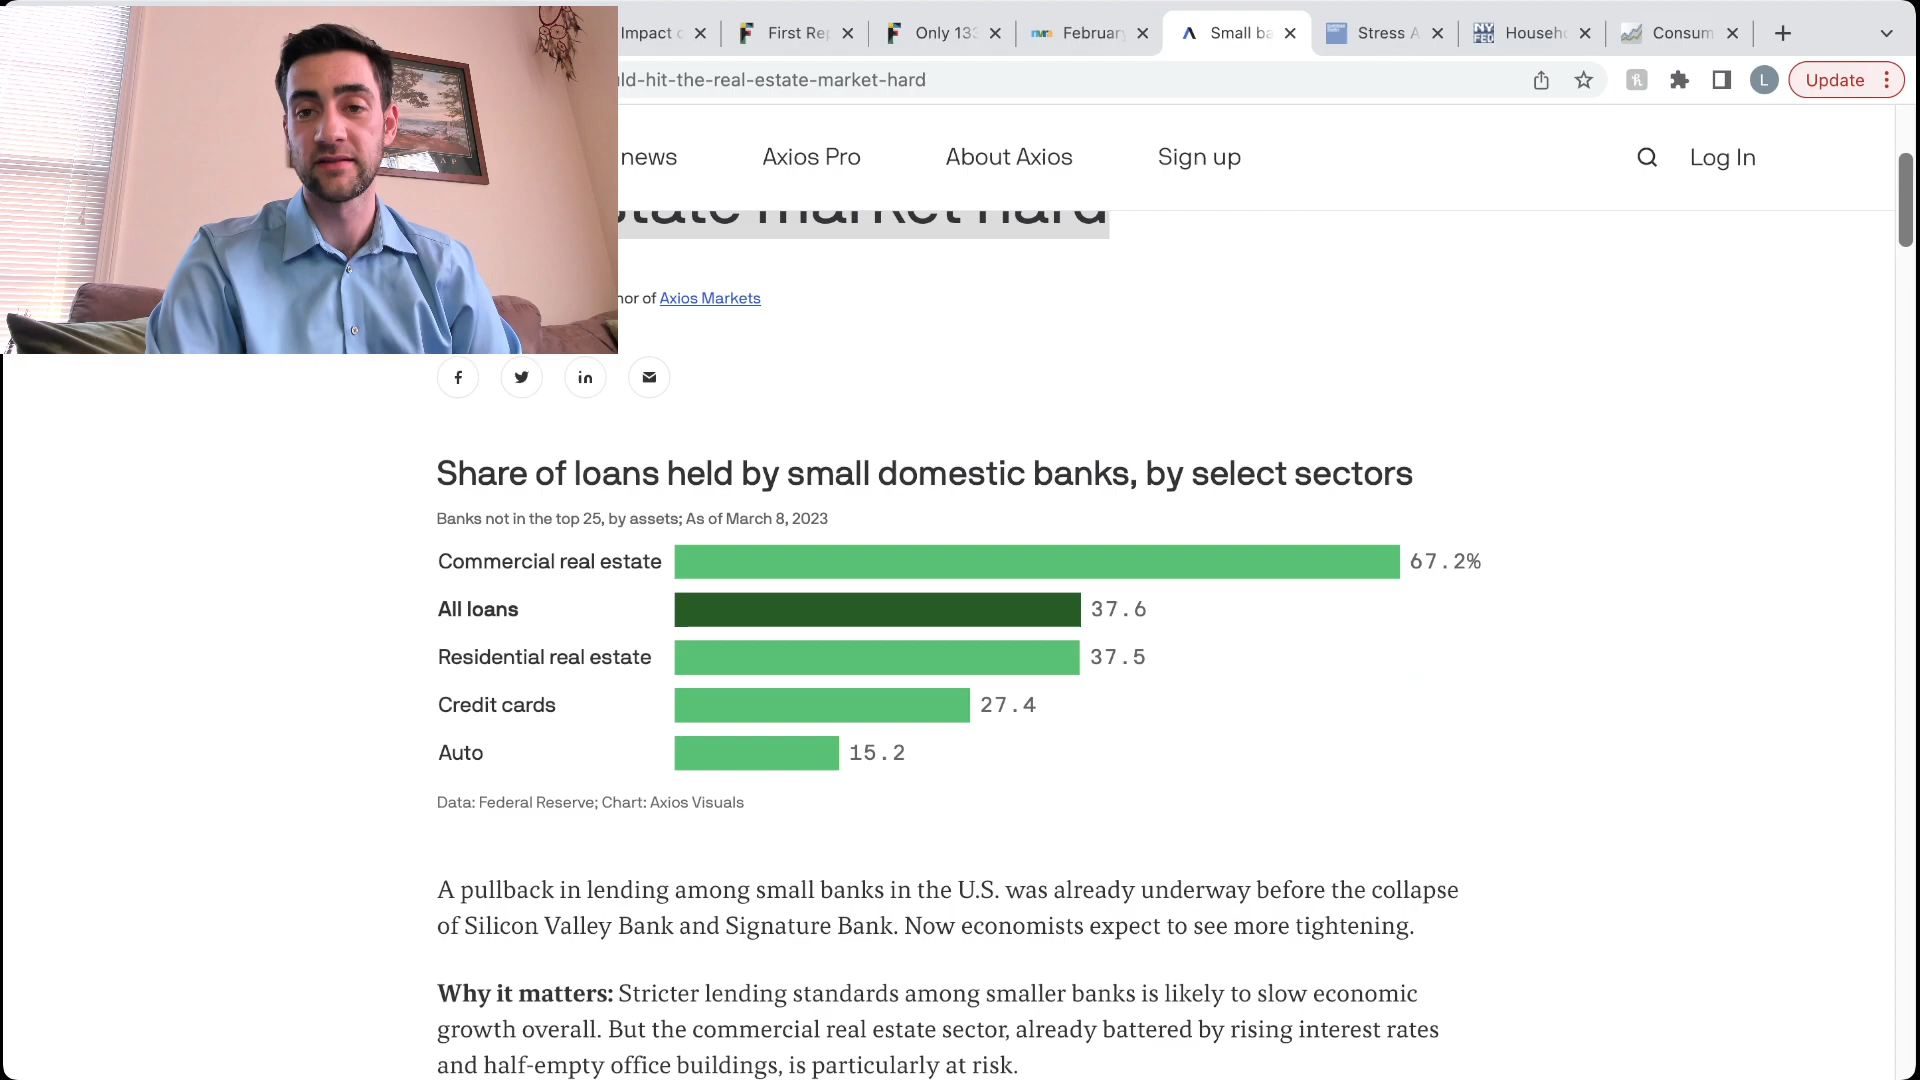 Impact
First Re
Only 133
February
Small ba
Stress A
Househ
Consum
ld-hit-the-real-estate-market-hard
L
Update
news
Axios Pro
About Axios
Sign up
Log In
state market hard
hor of Axios Markets
Share of loans held by small domestic banks, by select sectors
Banks not in the top 25, by assets; As of March 8, 2023
Commercial real estate 67.2%
All loans 37.6
Residential real estate 37.5
Credit cards 27.4
Auto 15.2
Data: Federal Reserve; Chart: Axios Visuals
A pullback in lending among small banks in the U.S. was already underway before the collapse
of Silicon Valley Bank and Signature Bank. Now economists expect to see more tightening.
Why it matters: Stricter lending standards among smaller banks is likely to slow economic
growth overall. But the commercial real estate sector, already battered by rising interest rates
and half-empty office buildings, is particularly at risk.